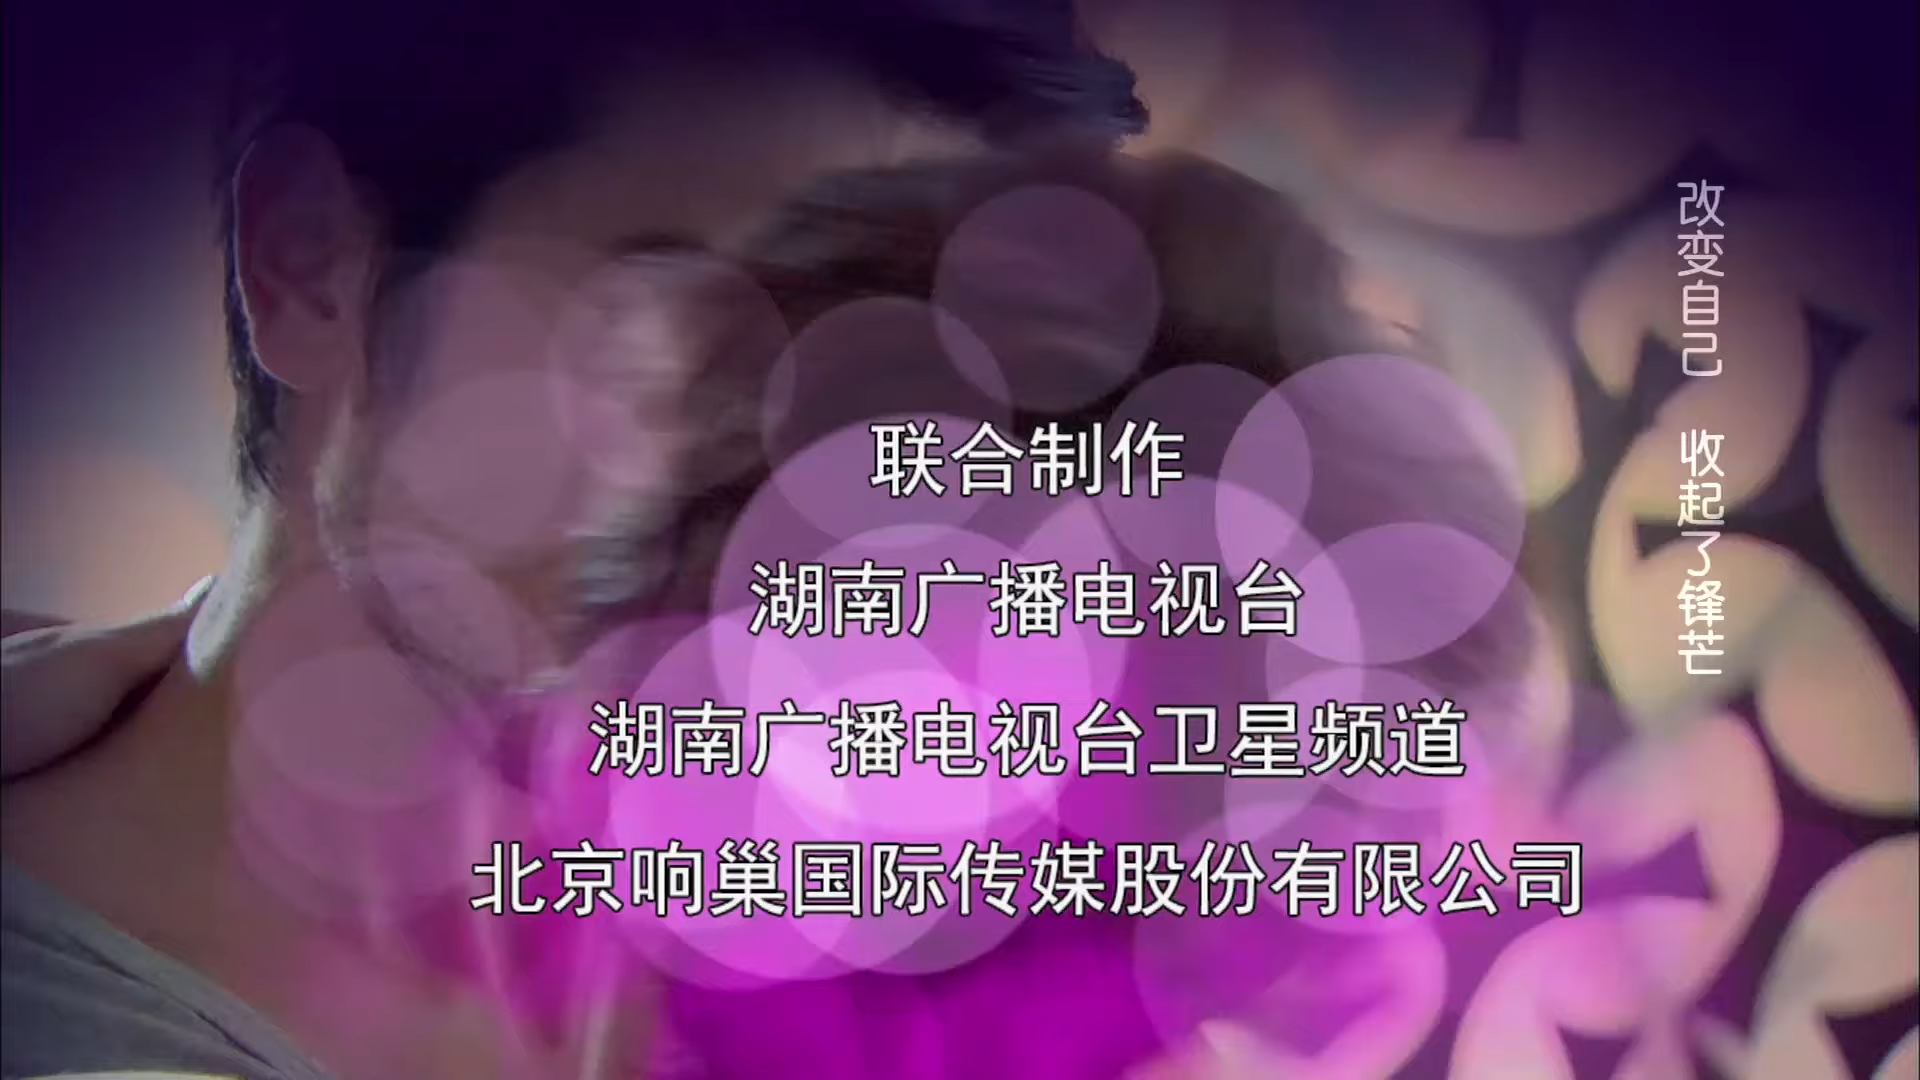 改变自己 收起了锋芒
联合制作
湖南广播电视台
湖南广播电视台卫星频道
北京响巢国际传媒股份有限公司